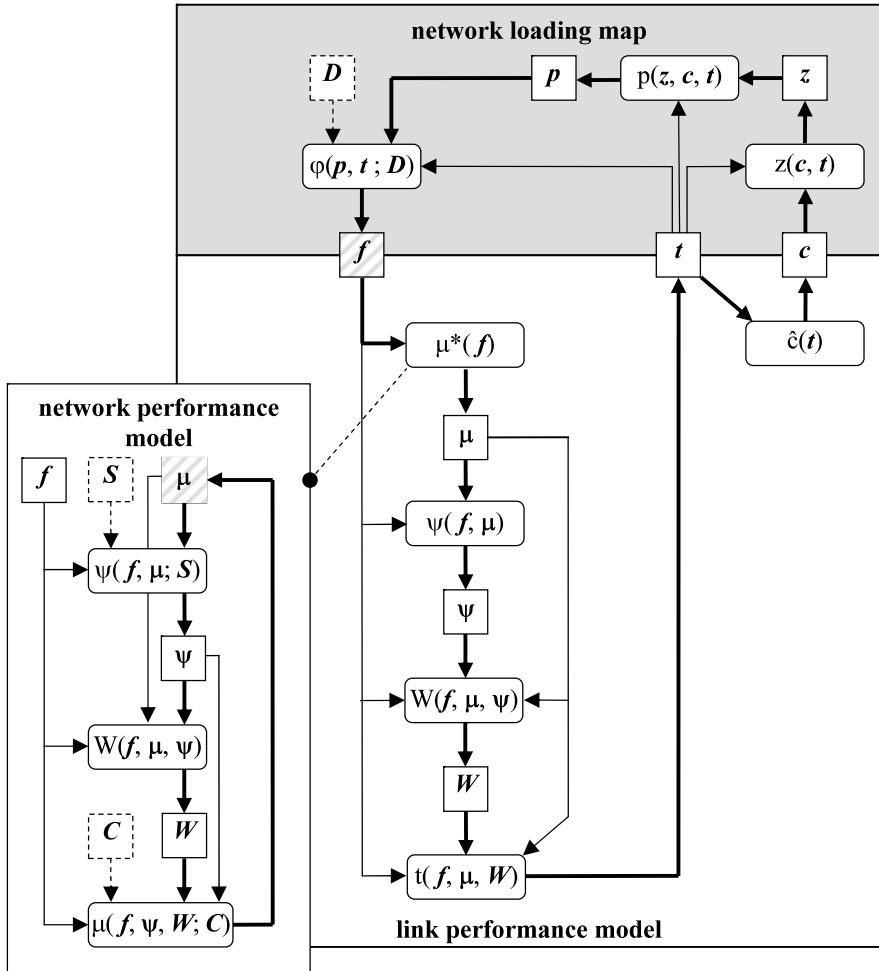 network loading map
D
p
p(z, c, t)
z
φ(p, t ; D)
z(c, t)
f
t
c
μ*( f)
ĉ(t)
network performance
model
μ
f
S
μ
ψ( f, μ)
ψ( f, μ; S)
ψ
ψ
W(f, μ, ψ)
W(f, μ, ψ)
W
C
W
t(f, μ, W)
μ(f, ψ, W; C)
link performance model